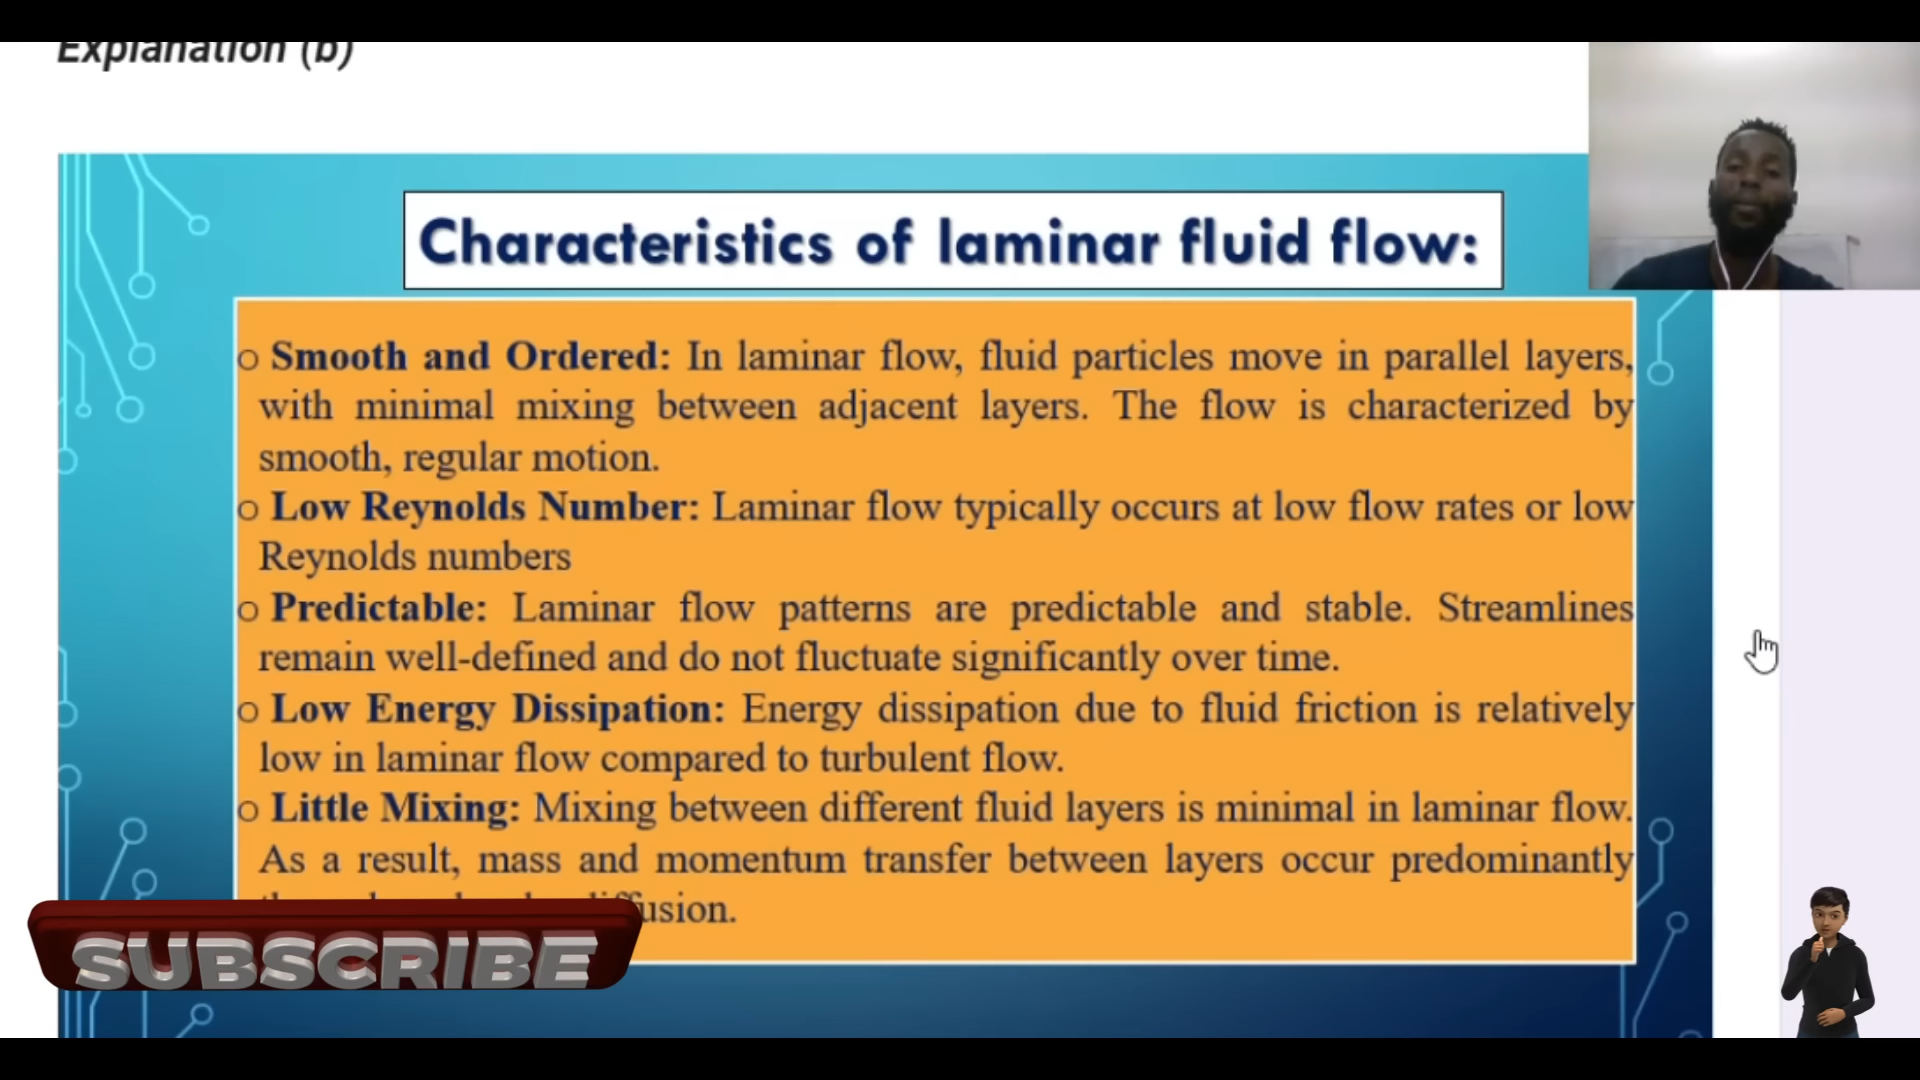 Explanation (b)
Characteristics of laminar fluid flow:
o Smooth and Ordered: In laminar flow, fluid particles move in parallel layers,
with minimal mixing between adjacent layers. The flow is characterized by
smooth, regular motion.
o Low Reynolds Number: Laminar flow typically occurs at low flow rates or low
Reynolds numbers
o Predictable: Laminar flow patterns are predictable and stable. Streamlines
remain well-defined and do not fluctuate significantly over time.
o Low Energy Dissipation: Energy dissipation due to fluid friction is relatively
low in laminar flow compared to turbulent flow.
o Little Mixing: Mixing between different fluid layers is minimal in laminar flow.
As a result, mass and momentum transfer between layers occur predominantly
SUBSCRIBE